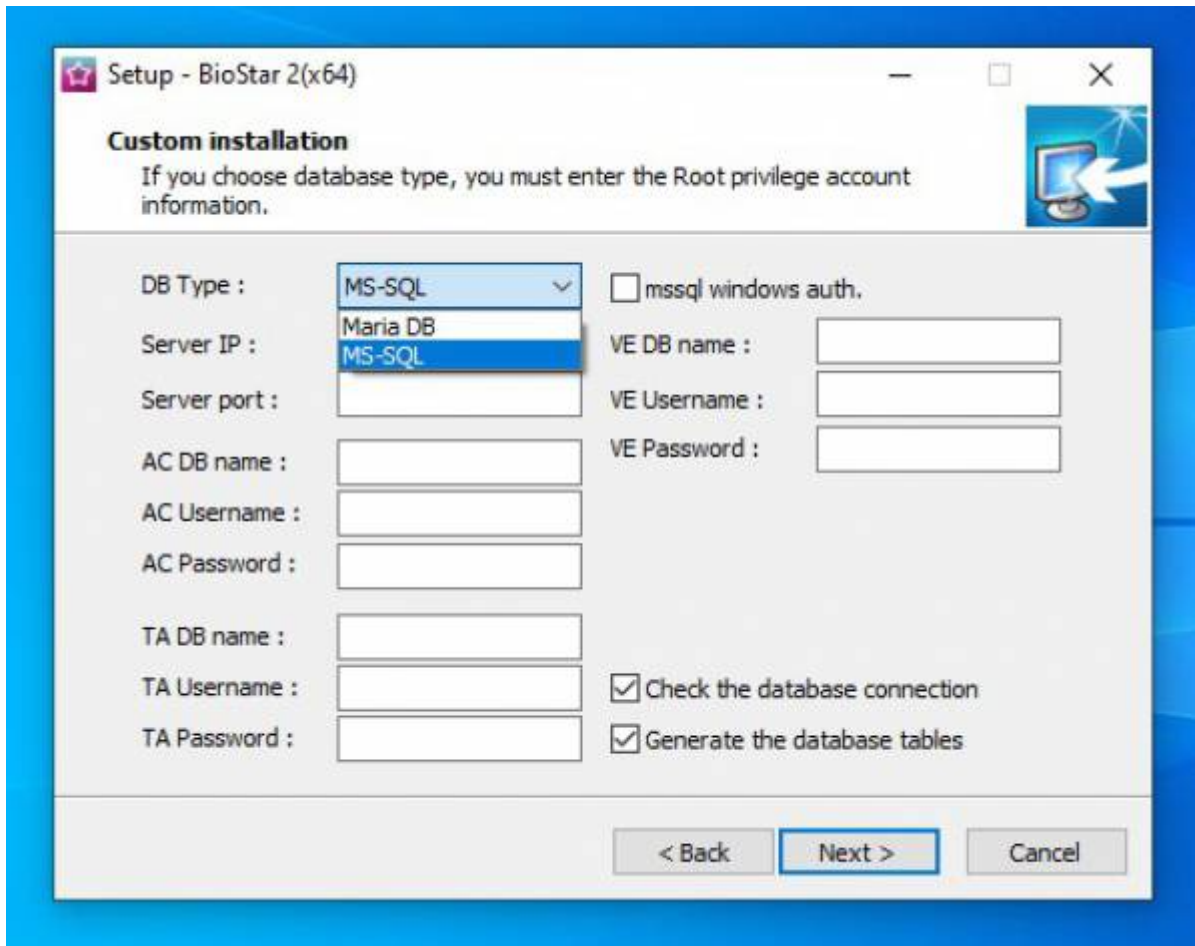 Setup - BioStar 2(x64)
Custom installation
If you choose database type, you must enter the Root privilege account
information.
DB Type :
MS-SQL
mssql windows auth.
Maria DB
MS-SQL
Server IP :
VE DB name :
Server port :
VE Username :
VE Password :
AC DB name :
AC Username :
AC Password :
TA DB name :
TA Username :
Check the database connection
TA Password :
Generate the database tables
< Back
Next >
Cancel